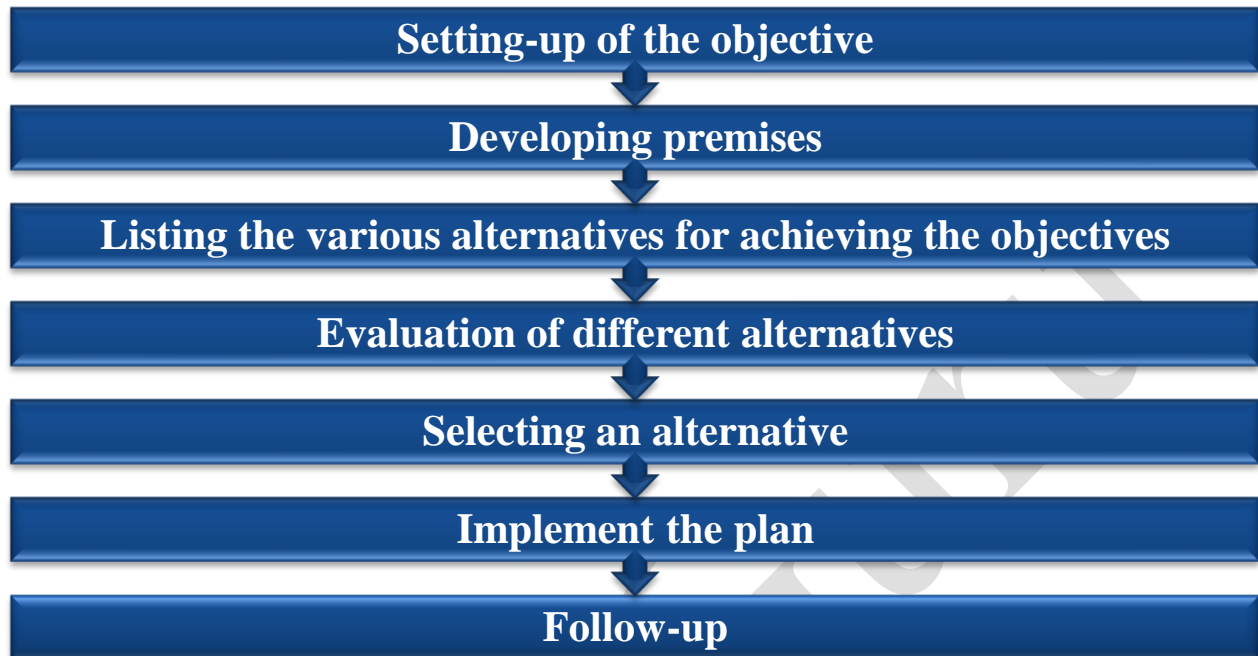 Setting-up of the objective
Developing premises
Listing the various alternatives for achieving the objectives
Evaluation of different alternatives
Selecting an alternative
Implement the plan
Follow-up